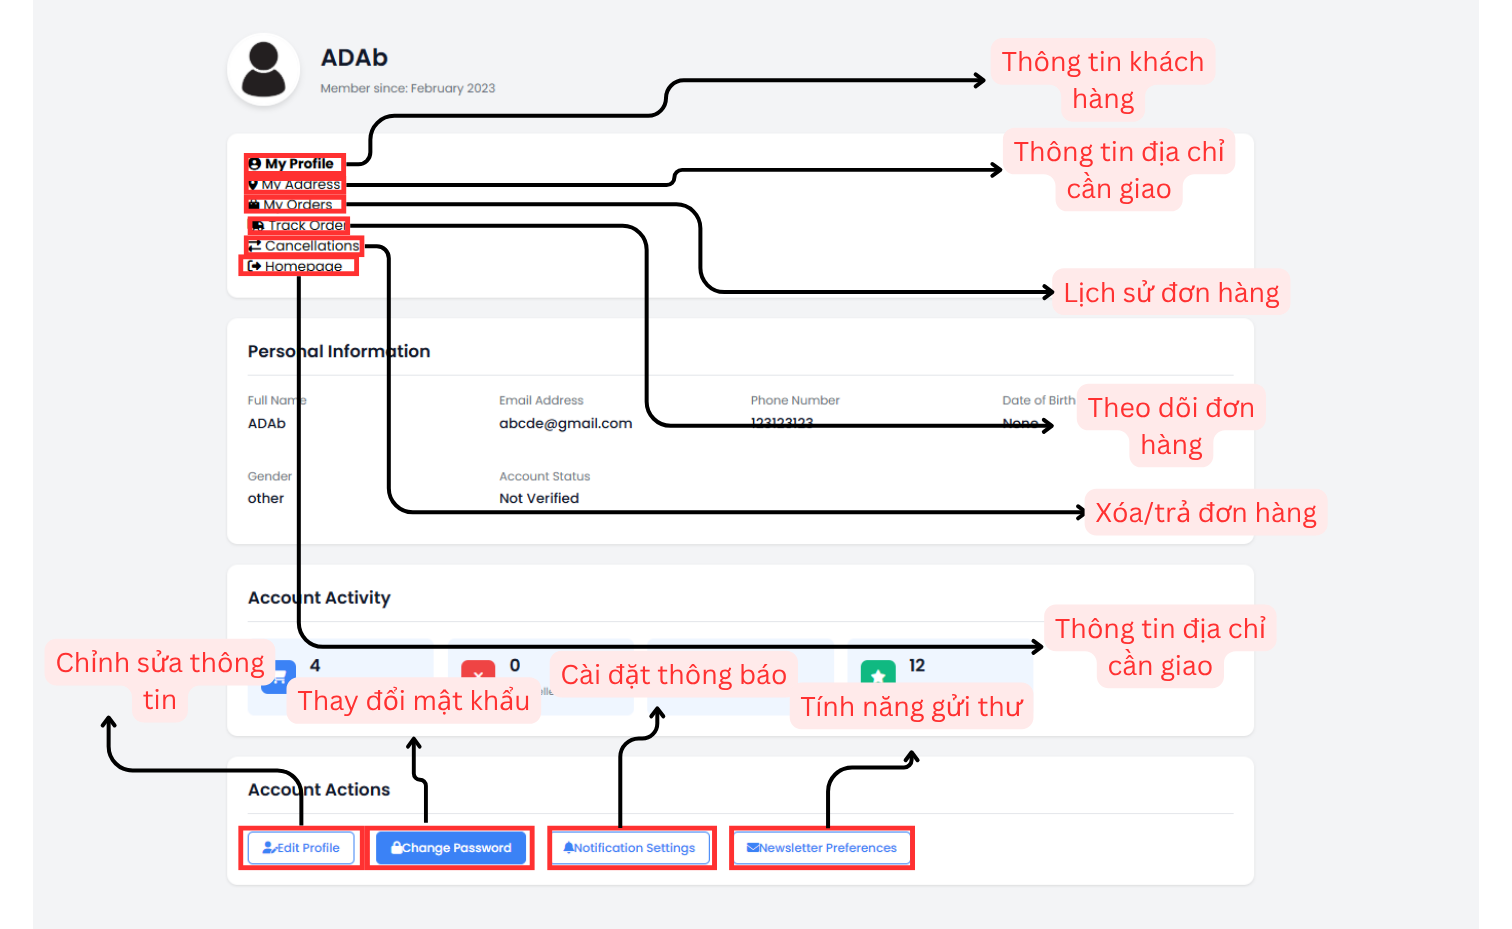 ADAb
Member since: February 2023
Thông tin khách
hàng
My Profile
My Address
My Orders
Track Order
Cancellations
Homepage
Thông tin địa chỉ
cần giao
Lịch sử đơn hàng
Personal Information
Full Name
Email Address
Phone Number
Date of Birth
ADAb
abcde@gmail.com
123123123
None
Theo dõi đơn
hàng
Gender
Account Status
other
Not Verified
Xóa/trả đơn hàng
Account Activity
4
0
12
Thông tin địa chỉ
cần giao
Chỉnh sửa thông
tin
Thay đổi mật khẩu
Cài đặt thông báo
Tính năng gửi thư
Account Actions
Edit Profile
Change Password
Notification Settings
Newsletter Preferences